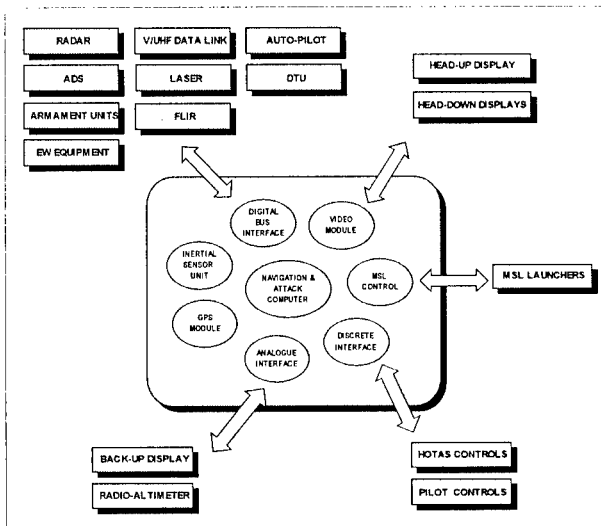 RADAR
V/UHF DATA LINK
AUTO-PILOT
ADS
LASER
DTU
ARMAMENT UNITS
FLIR
EW EQUIPMENT
HEAD-UP DISPLAY
HEAD-DOWN DISPLAYS
DIGITAL
BUS
INTERFACE
VIDEO
MODULE
INERTIAL
SENSOR
UNIT
NAVIGATION &
ATTACK
COMPUTER
MSL
CONTROL
MSL LAUNCHERS
GPS
MODULE
ANALOGUE
INTERFACE
DISCRETE
INTERFACE
BACK-UP DISPLAY
RADIO-ALTIMETER
HOTAS CONTROLS
PILOT CONTROLS